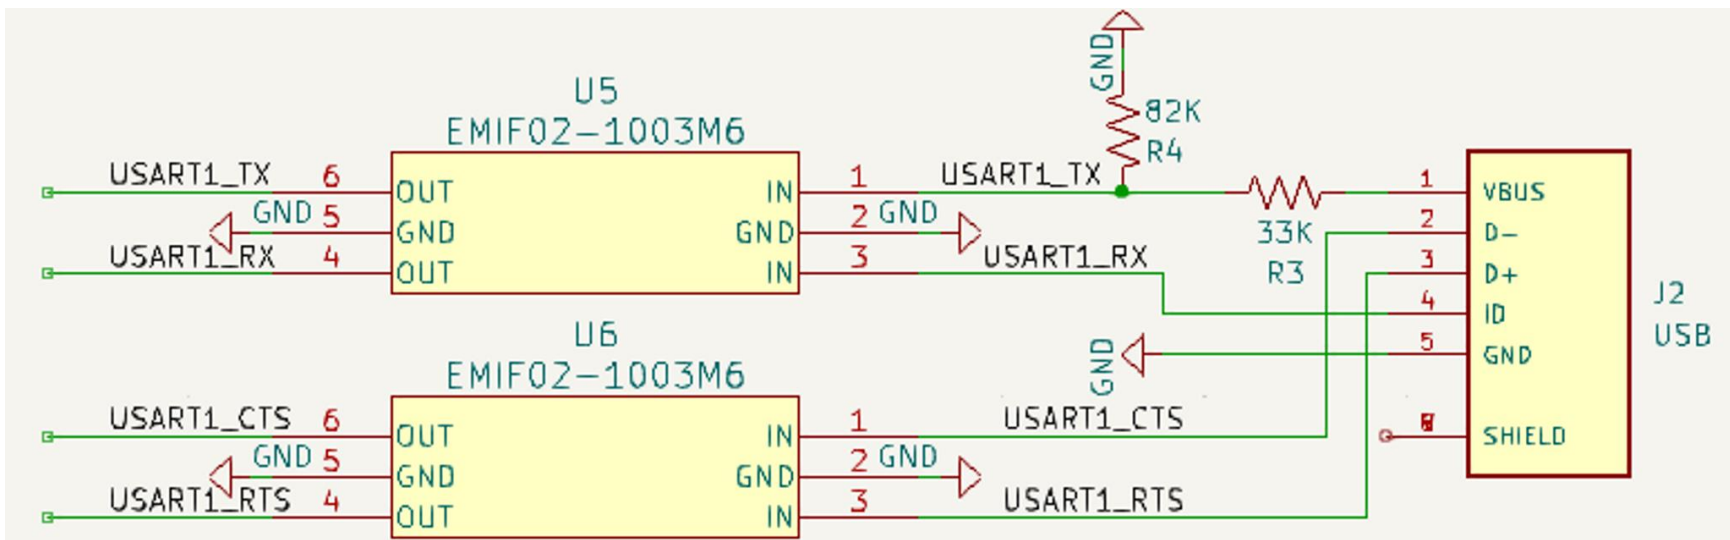 GND
82K
R4
U5
EMIF02-1003M6
USART1_TX 6 OUT IN 1 USART1_TX
GND 5 GND GND 2 GND
USART1_RX 4 OUT IN 3 USART1_RX
33K
R3
1 VBUS
2 D-
3 D+
4 ID
5 GND
SHIELD
J2
USB
GND
U6
EMIF02-1003M6
USART1_CTS 6 OUT IN 1 USART1_CTS
GND 5 GND GND 2 GND
USART1_RTS 4 OUT IN 3 USART1_RTS